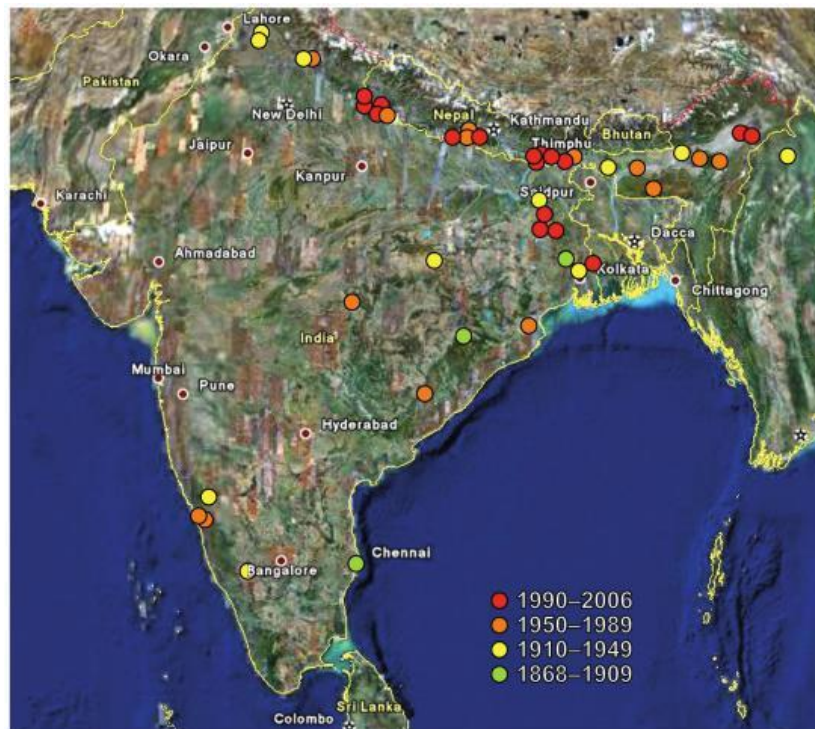 Lahore
Okara
Pakistan
New Delhi
Nepal
Kathmandu
Thimphu
Bhutan
Jaipur
Kanpur
Saidpur
Karachi
Dacca
Ahmadabad
Kolkata
Chittagong
India
Mumbai
Pune
Hyderabad
Chennai
Bangalore
1990–2006
1950–1989
1910–1949
1868–1909
Sri Lanka
Colombo